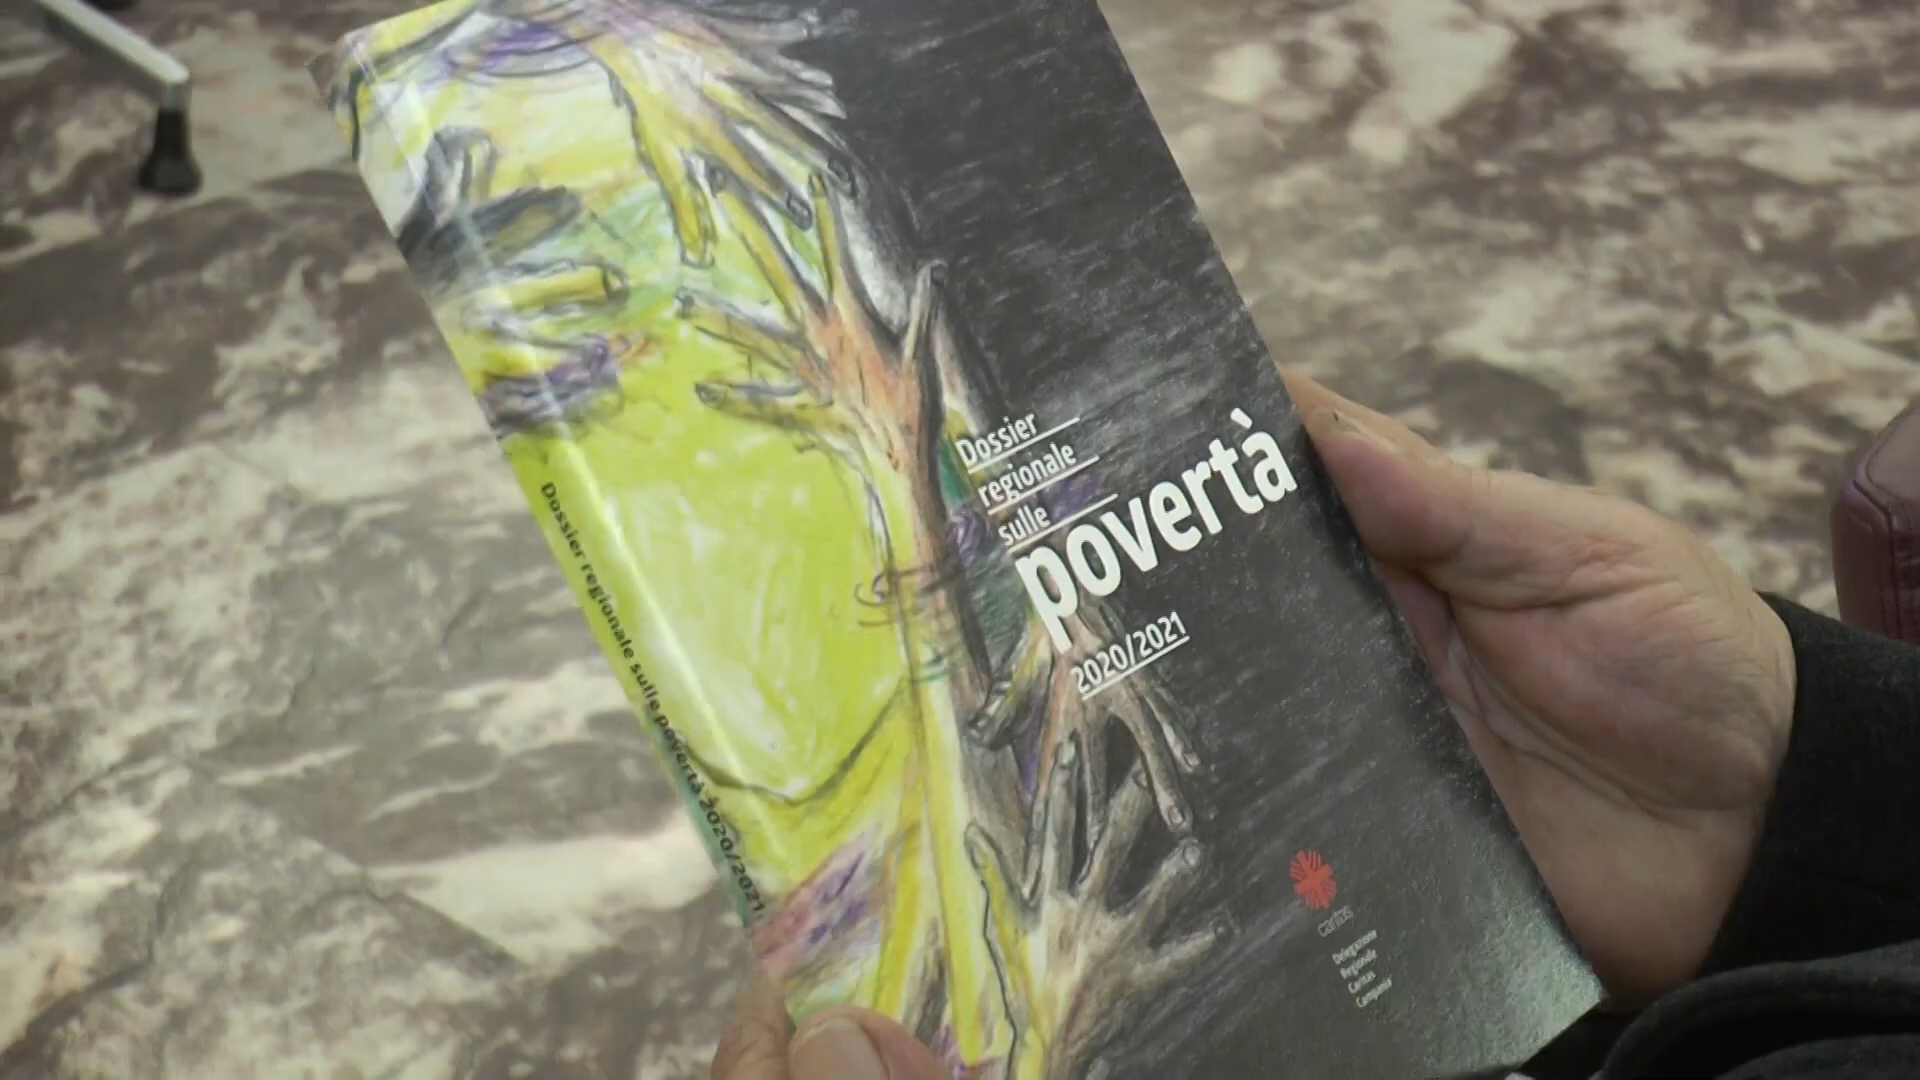 Dossier
regionale
sulle
povertà
2020/2021
Dossier regionale sulle povertà 2020/2021
caritas
Delegazione
Regionale
Caritas
Campania